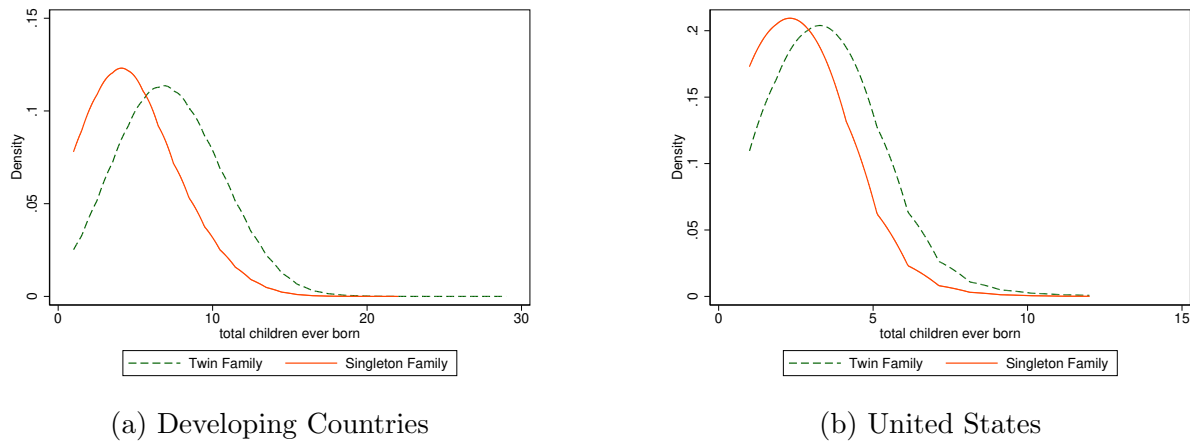 Density
0 .05 .1 .15
0 10 20 30
total children ever born
Twin Family Singleton Family
(a) Developing Countries
Density
0 .05 .1 .15 .2
0 5 10 15
total children ever born
Twin Family Singleton Family
(b) United States